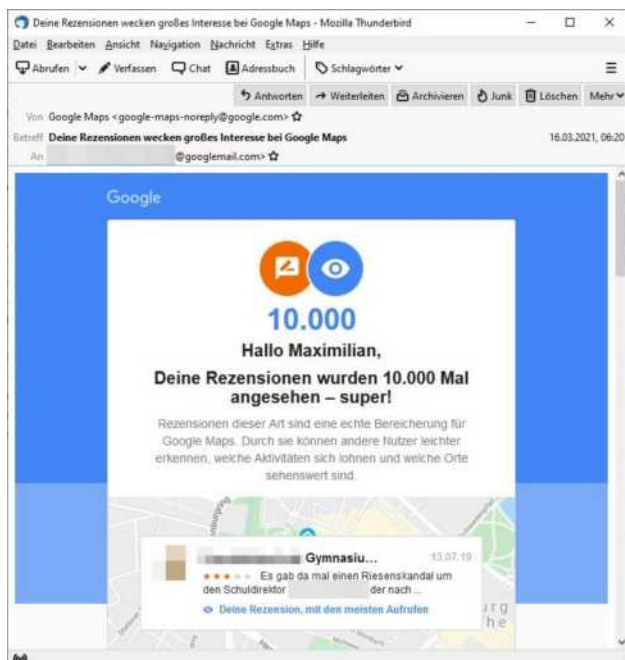 Deine Rezensionen wecken großes Interesse bei Google Maps - Mozilla Thunderbird
Datei Bearbeiten Ansicht Navigation Nachricht Extras Hilfe
Abrufen Verfassen Chat Adressbuch Schlagwörter
Antworten Weiterleiten Archivieren Junk Löschen Mehr
Von Google Maps <google-maps-noreply@google.com>
Betreff Deine Rezensionen wecken großes Interesse bei Google Maps 16.03.2021, 06:20
An @googlemail.com>
Google
10.000
Hallo Maximilian,
Deine Rezensionen wurden 10.000 Mal
angesehen – super!
Rezensionen dieser Art sind eine echte Bereicherung für
Google Maps. Durch sie können andere Nutzer leichter
erkennen, welche Aktivitäten sich lohnen und welche Orte
sehenswert sind.
Gymnasiu... 13.07.19
Es gab da mal einen Riesenskandal um
den Schuldirektor der nach ...
Deine Rezension, mit den meisten Aufrufen